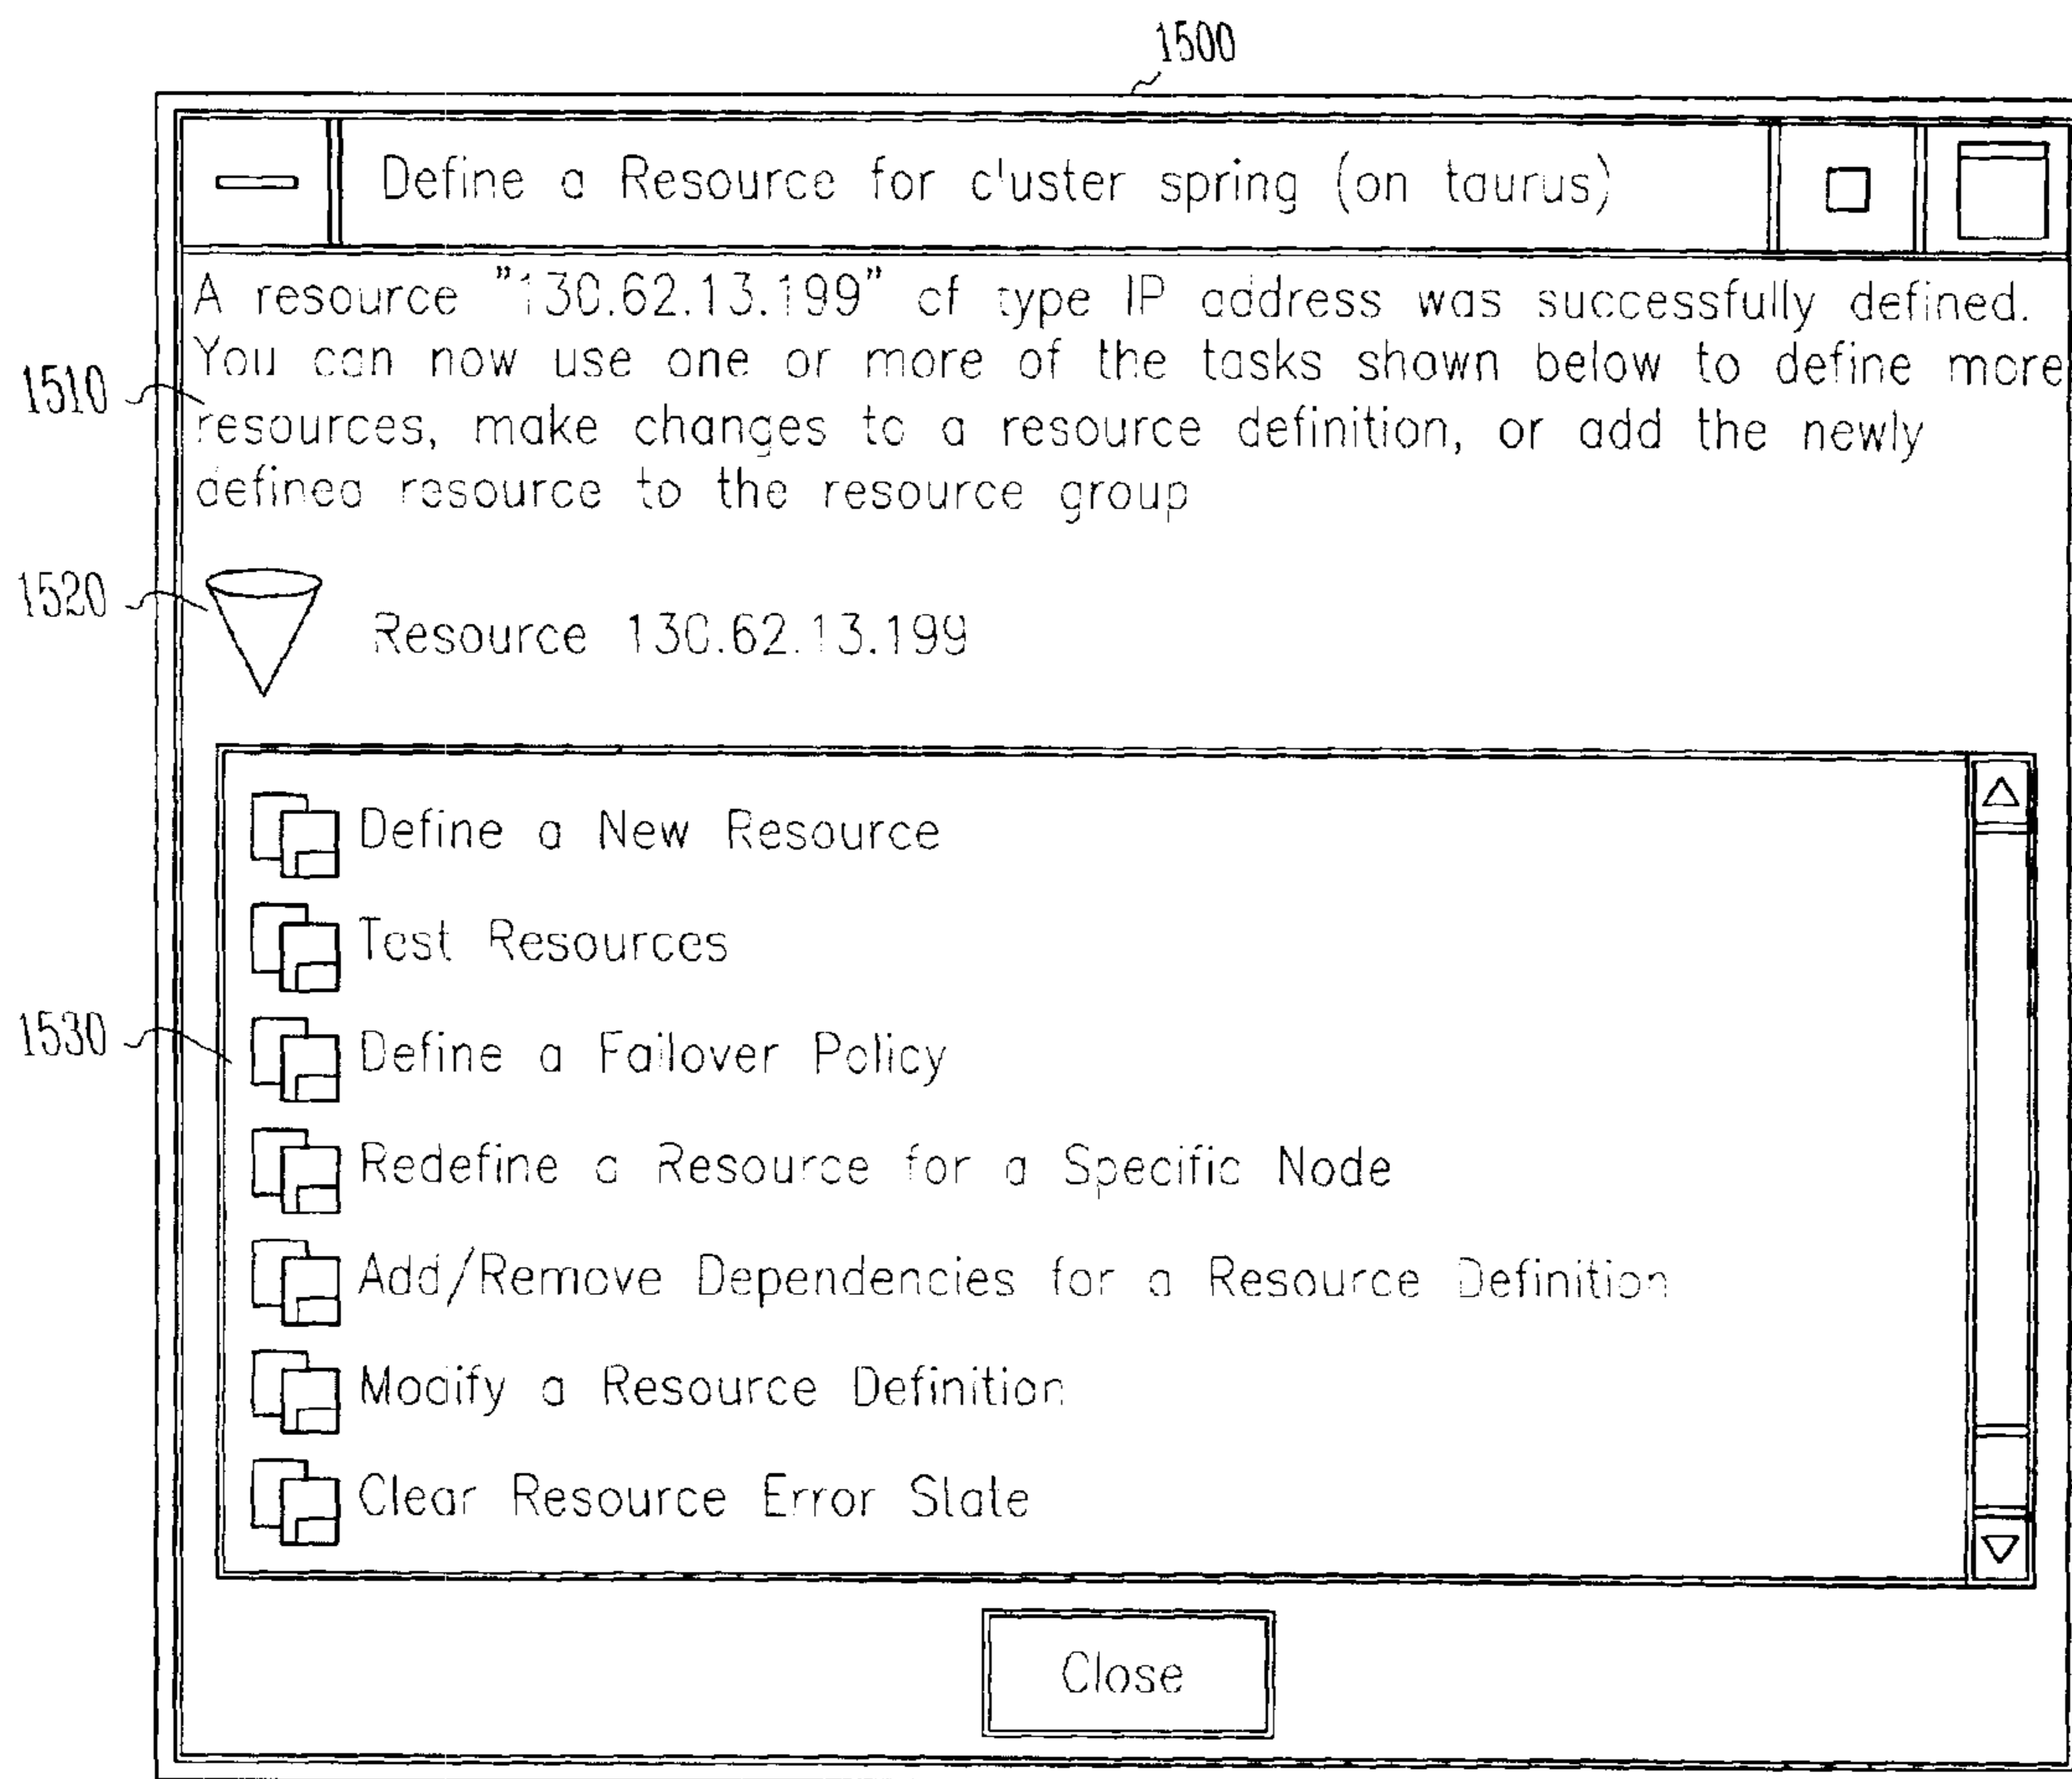 1500
Define a Resource for cluster spring (on taurus)
A resource "130.62.13.199" of type IP address was successfully defined.
You can now use one or more of the tasks shown below to define more
1510
resources, make changes to a resource definition, or add the newly
defined resource to the resource group
1520
Resource 130.62.13.199
Define a New Resource
Test Resources
1530
Define a Failover Policy
Redefine a Resource for a Specific Node
Add/Remove Dependencies for a Resource Definition
Modify a Resource Definition
Clear Resource Error State
Close